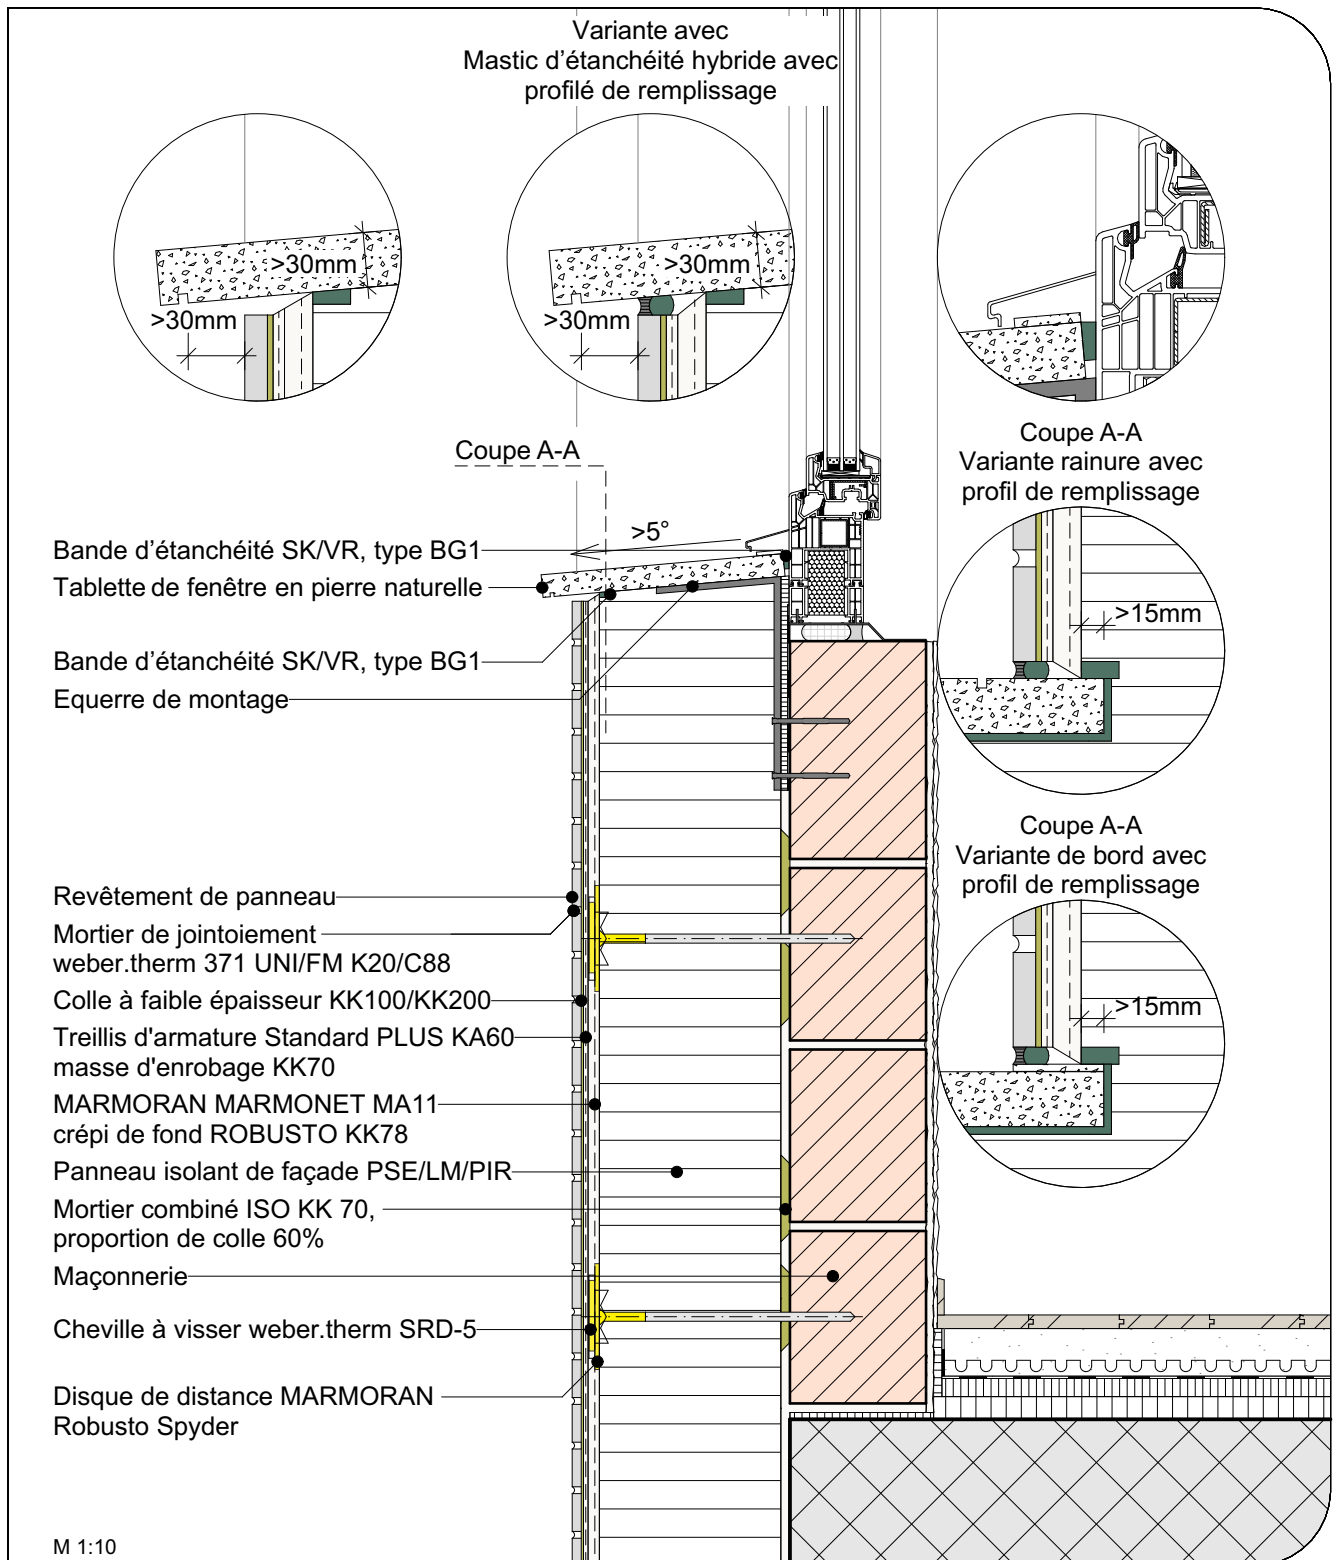 Variante avec
Mastic d'étanchéité hybride avec
profilé de remplissage
>30mm
>30mm
>30mm
>30mm
Coupe A-A
Coupe A-A
Variante rainure avec
profil de remplissage
>15mm
>5°
Bande d'étanchéité SK/VR, type BG1
Tablette de fenêtre en pierre naturelle
Bande d'étanchéité SK/VR, type BG1
Equerre de montage
Coupe A-A
Variante de bord avec
profil de remplissage
>15mm
Revêtement de panneau
Mortier de jointoiement
weber.therm 371 UNI/FM K20/C88
Colle à faible épaisseur KK100/KK200
Treillis d'armature Standard PLUS KA60
masse d'enrobage KK70
MARMORAN MARMONET MA11
crépi de fond ROBUSTO KK78
Panneau isolant de façade PSE/LM/PIR
Mortier combiné ISO KK 70,
proportion de colle 60%
Maçonnerie
Cheville à visser weber.therm SRD-5
Disque de distance MARMORAN
Robusto Spyder
M 1:10